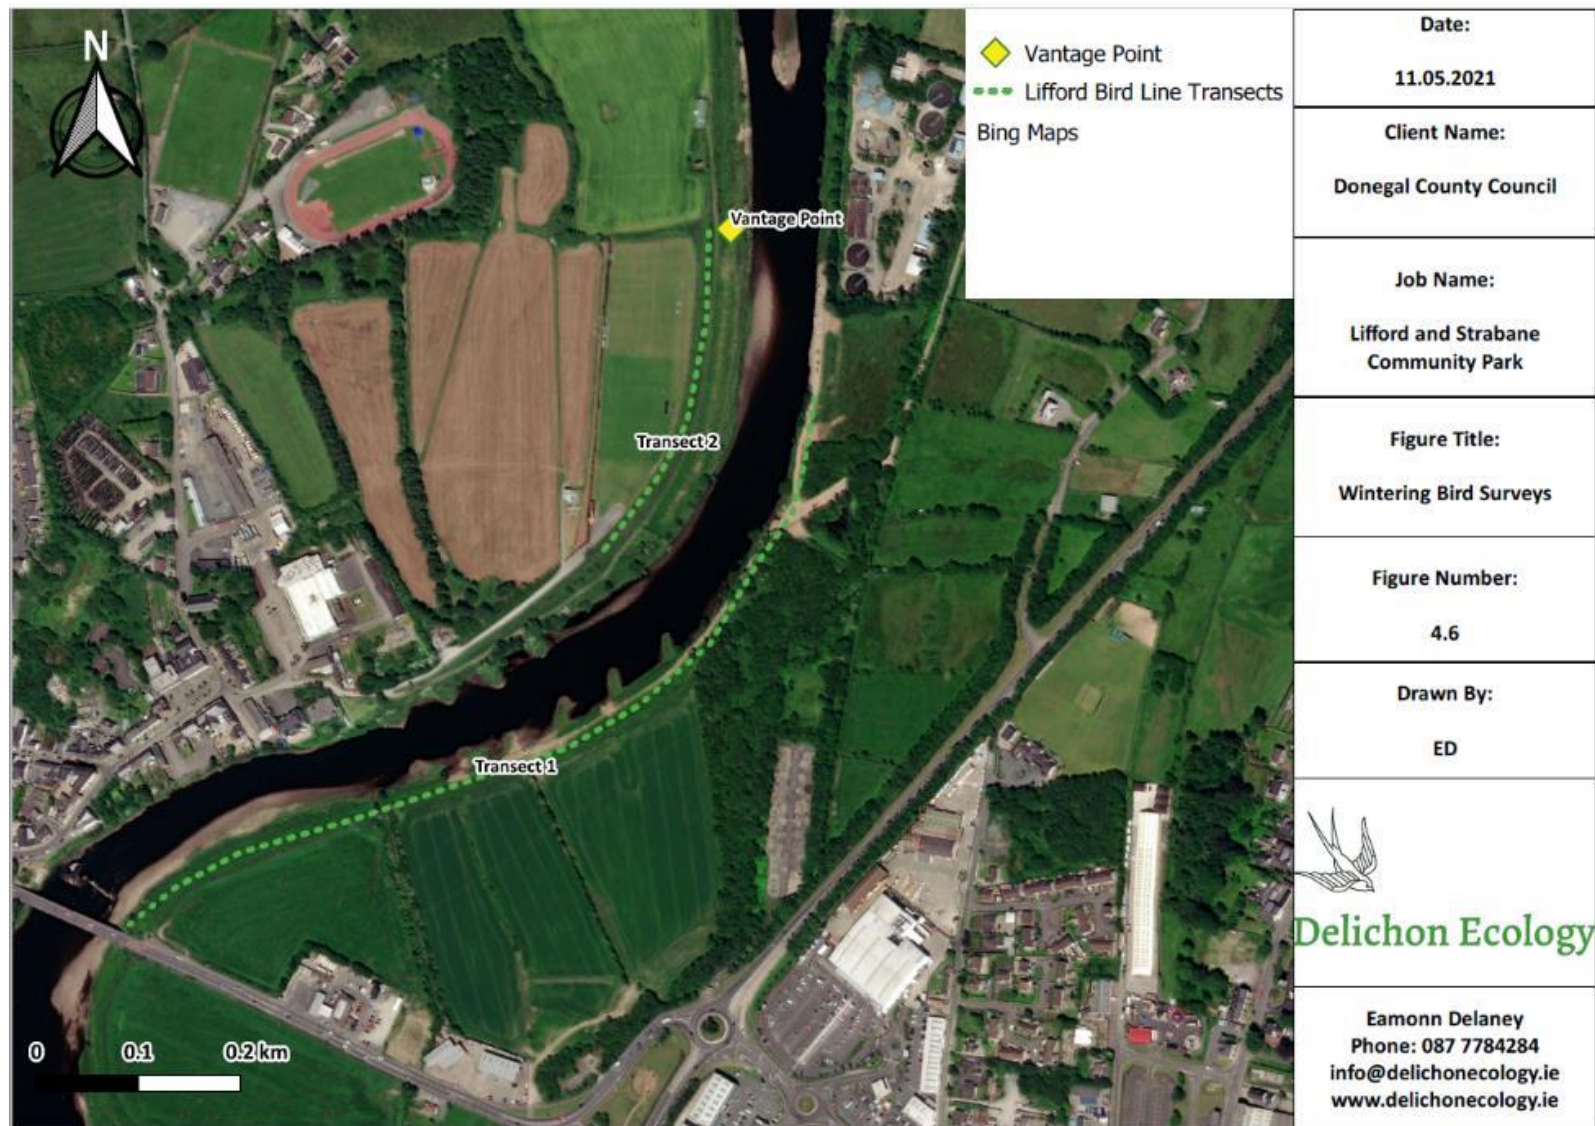 N
Vantage Point
Lifford Bird Line Transects
Bing Maps
Vantage Point
Transect 2
Transect 1
0 0.1 0.2 km
Date:
11.05.2021
Client Name:
Donegal County Council
Job Name:
Lifford and Strabane
Community Park
Figure Title:
Wintering Bird Surveys
Figure Number:
4.6
Drawn By:
ED
Delichon Ecology
Eamonn Delaney
Phone: 087 7784284
info@delichonecology.ie
www.delichonecology.ie